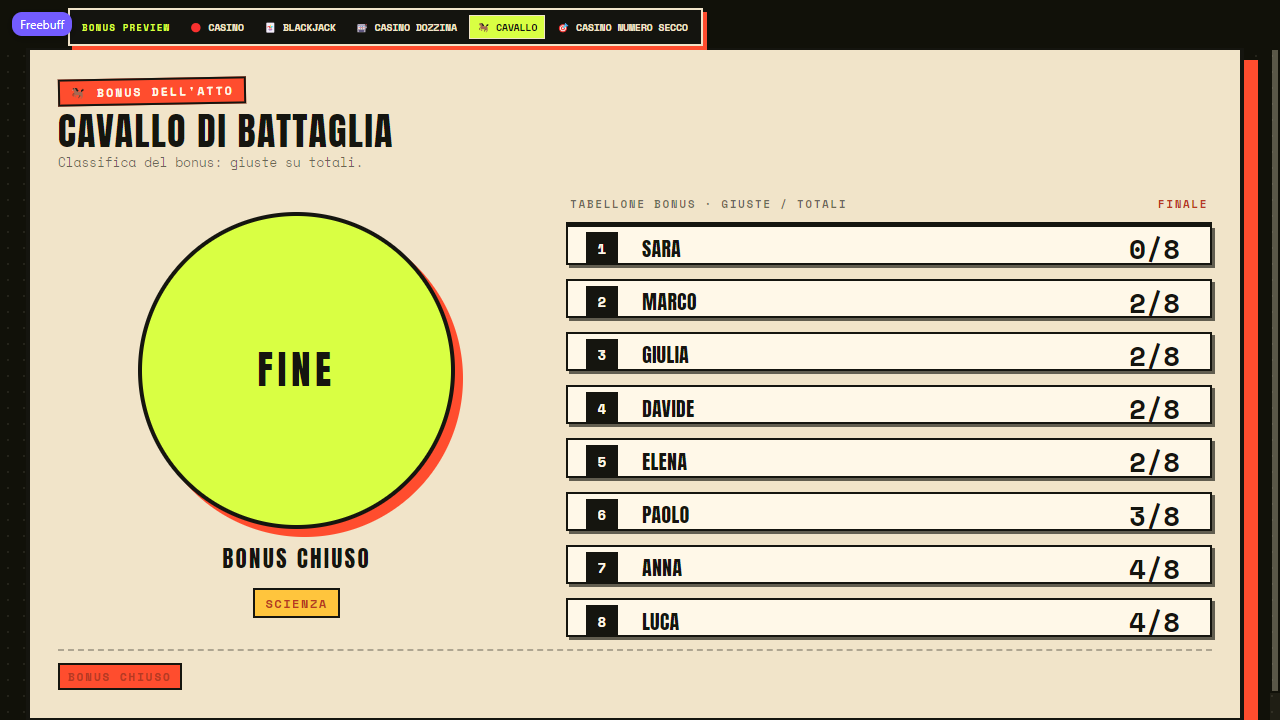 Freebuff
BONUS PREVIEW CASINO BLACKJACK CASINO DOZZINA CAVALLO CASINO NUMERO SECCO
BONUS DELL'ATTO
CAVALLO DI BATTAGLIA
Classifica del bonus: giuste su totali.
FINE
BONUS CHIUSO
SCIENZA
TABELLONE BONUS · GIUSTE / TOTALI FINALE
1 SARA 0/8
2 MARCO 2/8
3 GIULIA 2/8
4 DAVIDE 2/8
5 ELENA 2/8
6 PAOLO 3/8
7 ANNA 4/8
8 LUCA 4/8
BONUS CHIUSO